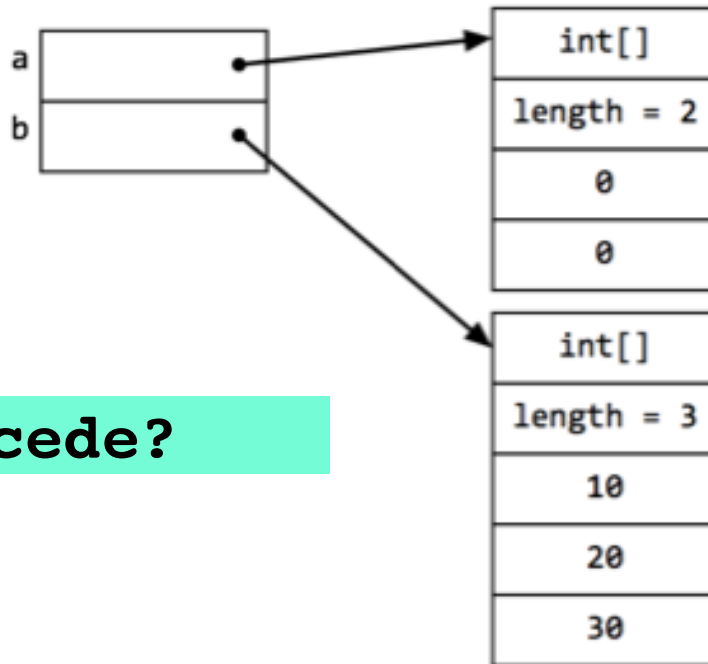 a
b
int[]
length = 2
0
0
int[]
length = 3
10
20
30
cede?